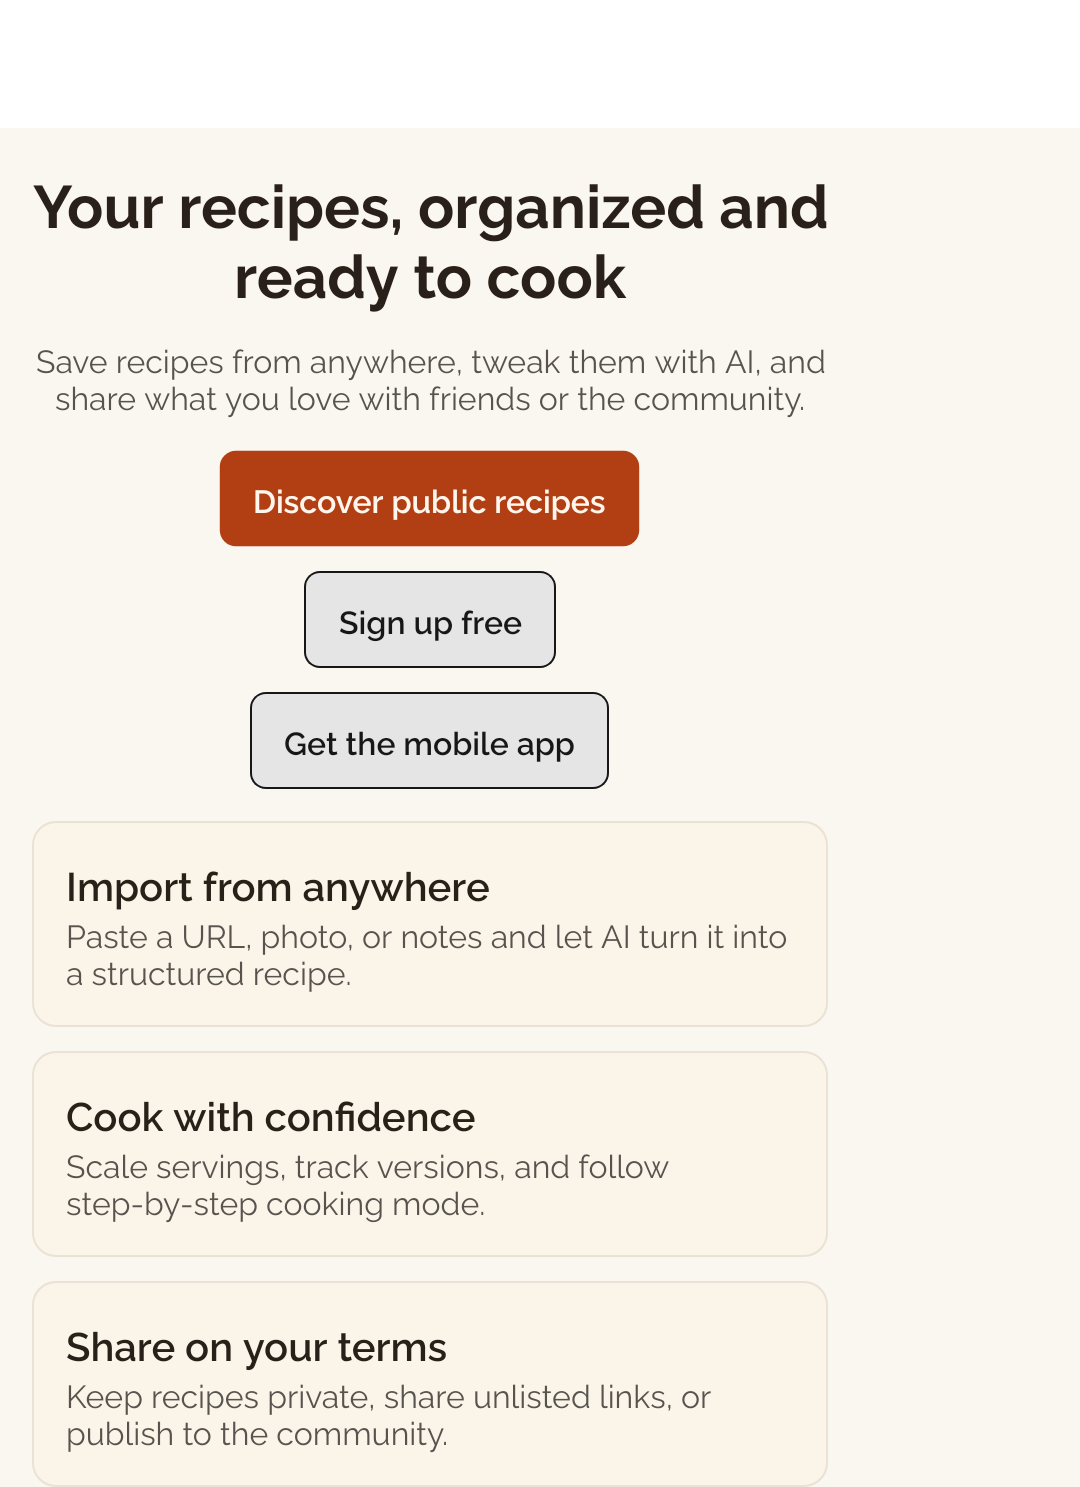 Your recipes, organized and
ready to cook
Save recipes from anywhere, tweak them with AI, and
share what you love with friends or the community.
Discover public recipes
Sign up free
Get the mobile app
Import from anywhere
Paste a URL, photo, or notes and let AI turn it into
a structured recipe.
Cook with confidence
Scale servings, track versions, and follow
step-by-step cooking mode.
Share on your terms
Keep recipes private, share unlisted links, or
publish to the community.